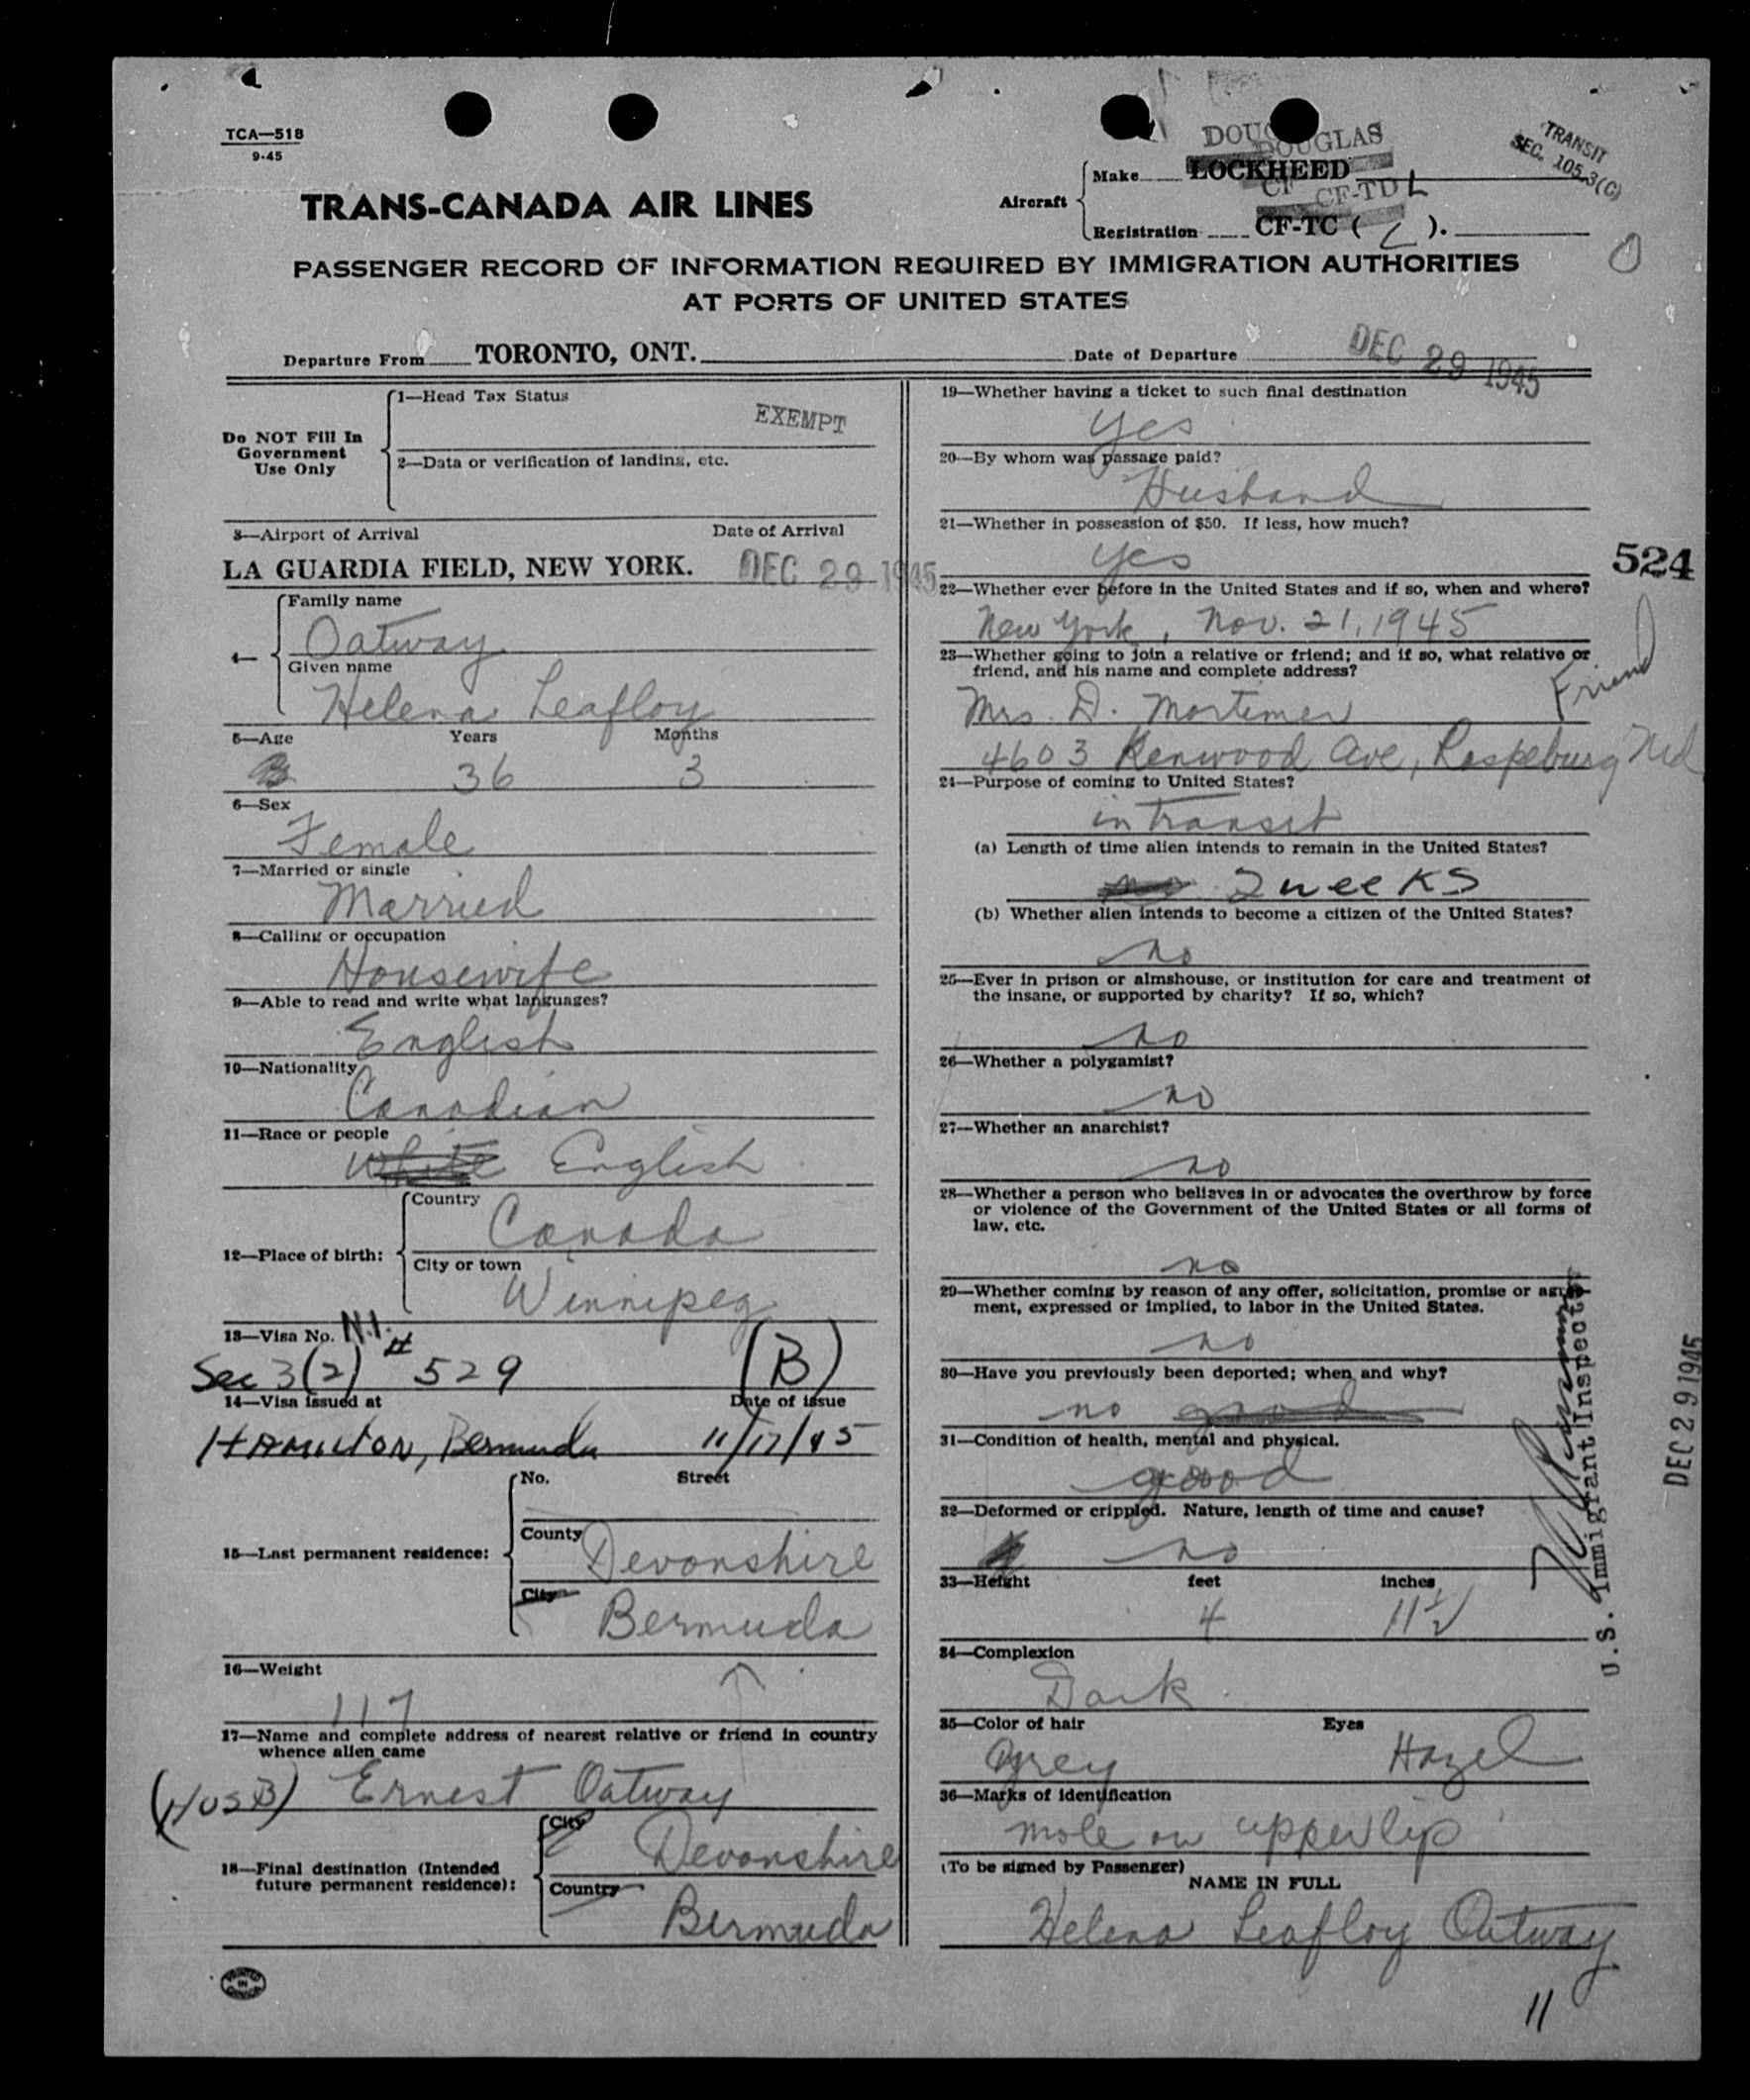 TCA—518
9-45
TRANS-CANADA AIR LINES
DOUGLAS
Aircraft
Make LOCKHEED
CF-TDL
Registration CF-TC ( L ).
TRANSIT
SEC. 105.3(C)
PASSENGER RECORD OF INFORMATION REQUIRED BY IMMIGRATION AUTHORITIES
AT PORTS OF UNITED STATES
Departure From TORONTO, ONT. Date of Departure DEC 29 1945
Do NOT Fill In
Government
Use Only
1—Head Tax Status
EXEMPT
2—Data or verification of landing, etc.
3—Airport of Arrival Date of Arrival
LA GUARDIA FIELD, NEW YORK. DEC 29 1945
4—
Family name
Oatway
Given name
Helena Leafloy
5—Age Years Months
36 3
6—Sex
Female
7—Married or single
Married
8—Calling or occupation
Housewife
9—Able to read and write what languages?
English
10—Nationality
Canadian
11—Race or people
White English
12—Place of birth:
Country
Canada
City or town
Winnipeg
13—Visa No. N.I.
Sec 3(2) # 529 (B)
14—Visa issued at Date of issue
Hamilton, Bermuda 11/17/45
15—Last permanent residence:
No. Street
County
Devonshire
City
Bermuda
16—Weight
117
17—Name and complete address of nearest relative or friend in country
whence alien came
(HUSB) Ernest Oatway
18—Final destination (Intended
future permanent residence):
City
Devonshire
Country
Bermuda
19—Whether having a ticket to such final destination
Yes
20—By whom was passage paid?
Husband
21—Whether in possession of $50. If less, how much?
Yes
524
22—Whether ever before in the United States and if so, when and where?
New York, Nov. 21, 1945
23—Whether going to join a relative or friend; and if so, what relative or
friend, and his name and complete address?
Friend
Mrs. D. Mortimer
4603 Kenwood Ave, Raspeburg Md
24—Purpose of coming to United States?
in transit
(a) Length of time alien intends to remain in the United States?
2 weeks
(b) Whether alien intends to become a citizen of the United States?
no
25—Ever in prison or almshouse, or institution for care and treatment of
the insane, or supported by charity? If so, which?
no
26—Whether a polygamist?
no
27—Whether an anarchist?
no
28—Whether a person who believes in or advocates the overthrow by force
or violence of the Government of the United States or all forms of
law, etc.
no
29—Whether coming by reason of any offer, solicitation, promise or agree-
ment, expressed or implied, to labor in the United States.
no
30—Have you previously been deported; when and why?
no good
31—Condition of health, mental and physical.
good
32—Deformed or crippled. Nature, length of time and cause?
no
33—Height feet inches
4 11½
34—Complexion
Dark
35—Color of hair Eyes
Grey Hazel
36—Marks of identification
mole on upper lip
(To be signed by Passenger)
NAME IN FULL
Helena Leafloy Oatway
U.S. Immigrant Inspector
DEC 29 1945
11